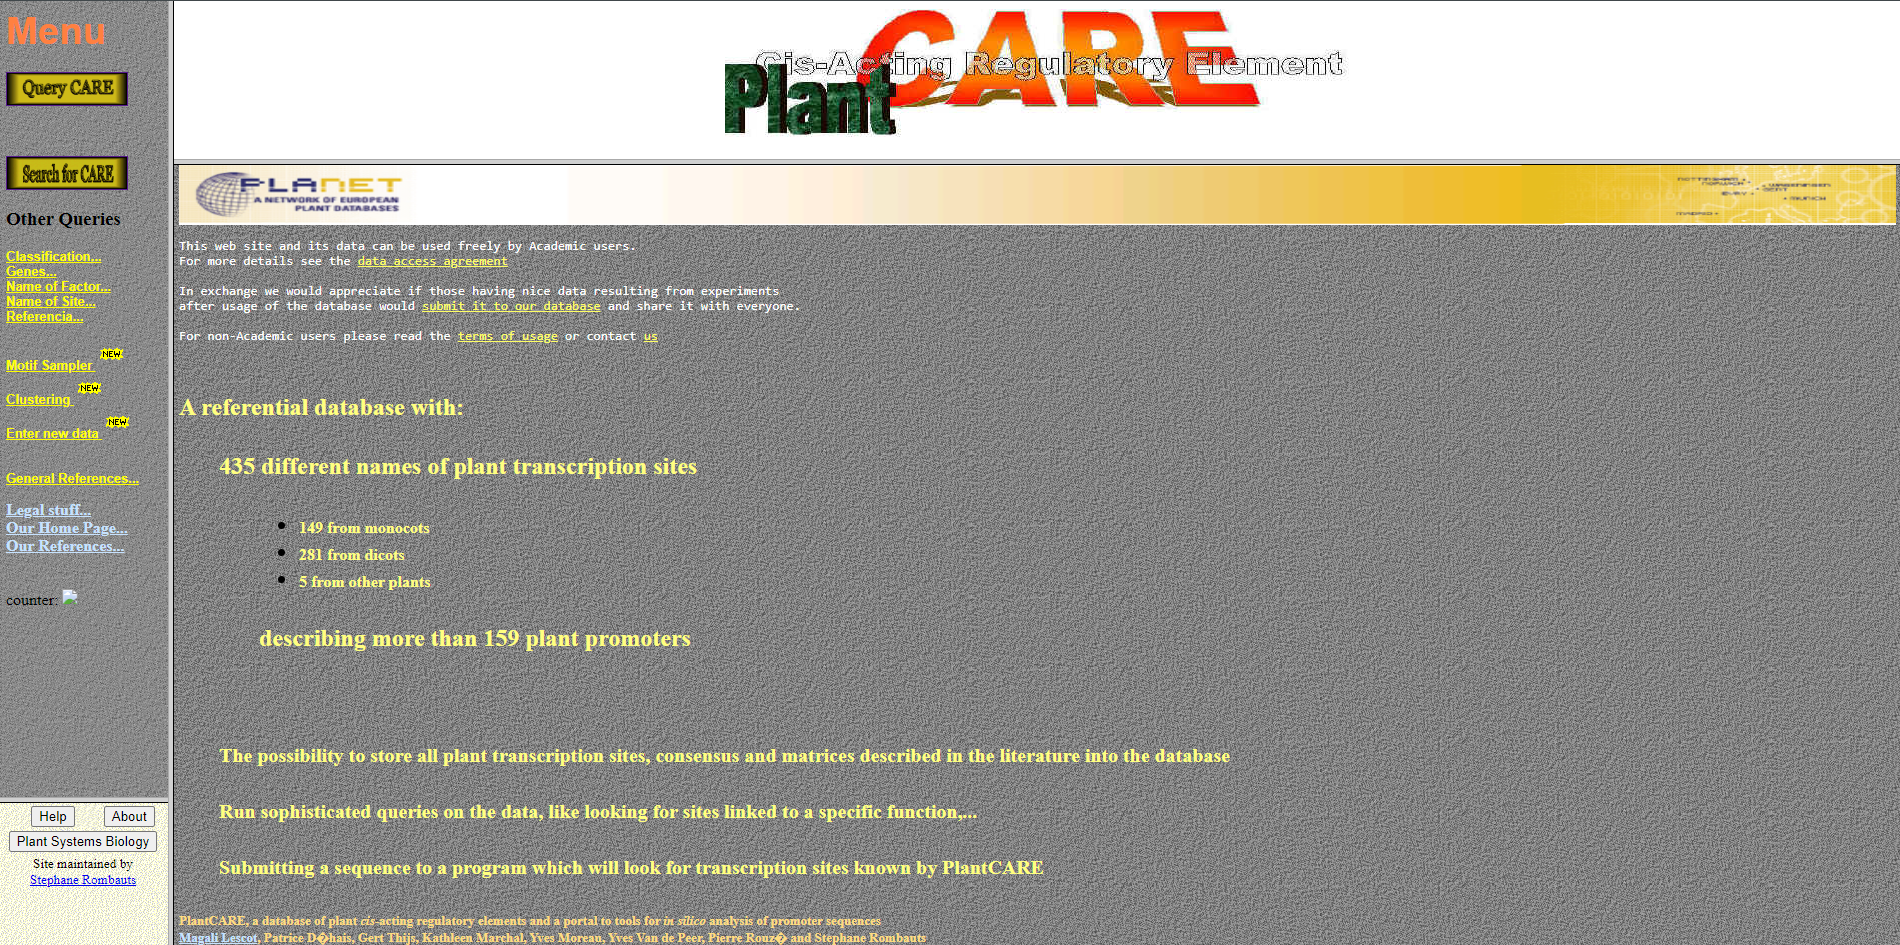 Menu
Query CARE
Search for CARE
Other Queries
Classification...
Genes...
Name of Factor...
Name of Site...
Referencia...
Motif Sampler NEW
Clustering NEW
Enter new data NEW
General References...
Legal stuff...
Our Home Page...
Our References...
counter:
Help About
Plant Systems Biology
Site maintained by
Stephane Rombauts
CARE
Cis-Acting Regulatory Element
Plant
PLANET
A NETWORK OF EUROPEAN
PLANT DATABASES
NOTTINGHAM
NORWICH
WAGENINGEN
GENT
EVRY
MUNICH
MADRID
This web site and its data can be used freely by Academic users.
For more details see the data access agreement
In exchange we would appreciate if those having nice data resulting from experiments
after usage of the database would submit it to our database and share it with everyone.
For non-Academic users please read the terms of usage or contact us
A referential database with:
435 different names of plant transcription sites
149 from monocots
281 from dicots
5 from other plants
describing more than 159 plant promoters
The possibility to store all plant transcription sites, consensus and matrices described in the literature into the database
Run sophisticated queries on the data, like looking for sites linked to a specific function,...
Submitting a sequence to a program which will look for transcription sites known by PlantCARE
PlantCARE, a database of plant cis-acting regulatory elements and a portal to tools for in silico analysis of promoter sequences
Magali Lescot, Patrice D�hais, Gert Thijs, Kathleen Marchal, Yves Moreau, Yves Van de Peer, Pierre Rouz� and Stephane Rombauts